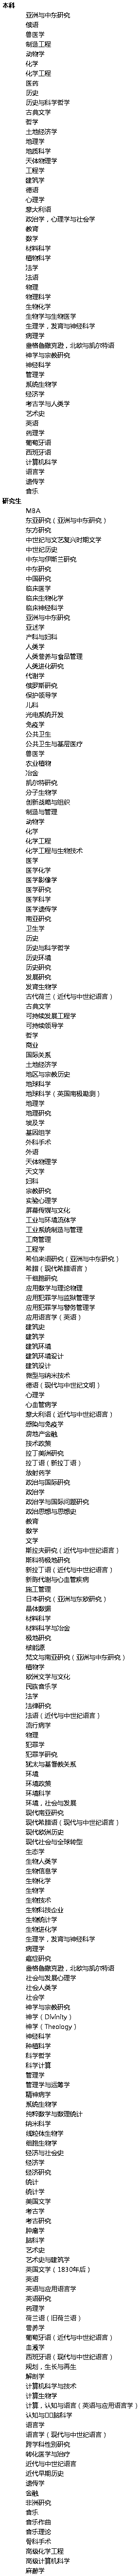 本科
亚洲与中东研究
俄语
兽医学
制造工程
动物学
化学
化学工程
医药
历史
历史与科学哲学
古典文学
哲学
土地经济学
地理学
地质科学
天体物理学
工程学
建筑学
德语
心理学
意大利语
政治学，心理学与社会学
教育
数学
材料科学
植物科学
法学
法语
物理
物理科学
生物化学
生物学与生物医学
生理学，发育与神经科学
病理学
盎格鲁撒克逊，北欧与凯尔特语
神学与宗教研究
神经科学
管理学
系统生物学
经济学
考古学与人类学
艺术史
英语
药理学
葡萄牙语
西班牙语
计算机科学
语言学
遗传学
音乐
研究生
MBA
东亚研究（亚洲与中东研究）
东方研究
中世纪与文艺复兴时期文学
中世纪历史
中东与伊斯兰研究
中东研究
中国研究
临床医学
临床生物化学
临床神经科学
亚洲与中东研究
亚述学
产科与妇科
人类学
人类营养与食品管理
人类进化研究
代谢学
俄罗斯研究
保护领导学
儿科
光电系统开发
免疫学
公共卫生
公共卫生与基层医疗
兽医学
农业植物
冶金
凯尔特研究
分子生物学
创新战略与组织
制造与管理
动物学
化学
化学工程
化学工程与生物技术
医学
医学化学
医学影像学
医学研究
医学科学
医学遗传学
南亚研究
卫生学
历史
历史与科学哲学
历史环境
历史研究
发展研究
发育生物学
古代荷兰（近代与中世纪语言）
古典文学
可持续发展工程学
可持续领导学
哲学
商业
国际关系
土地经济学
地区与宗教历史
地球科学
地球科学（英国南极勘测）
地理学
地理研究
埃及学
基因组学
外科手术
外语
天体物理学
天文学
妇科
宗教研究
实验心理学
屏幕传媒与文化
工业与环境流体学
工业系统制造与管理
工商管理
工程学
希伯来语研究（亚洲与中东研究）
希腊（现代希腊语言）
干细胞研究
应用数学与理论物理
应用犯罪学与监狱管理学
应用犯罪学与警务管理学
应用语言学（英语）
建筑史
建筑学
建筑环境
建筑环境设计
建筑设计
微型与纳米技术
德语（现代与中世纪文明）
心理学
心血管病学
意大利语（近代与中世纪语言）
感染与免疫学
房地产金融
技术政策
拉丁美洲研究
拉丁语（新拉丁语）
放射药学
政治与国际研究
政治学
政治学与国际问题研究
政治思想与思想史
教育
数学
文学
斯拉夫研究（近代与中世纪语言）
斯科特极地研究
新拉丁语（近代与中世纪语言）
新陈代谢与心血管疾病
施工管理
日本研究（亚洲与东欧研究）
晶体数据
材料科学
材料科学与冶金
极地研究
核能源
梵文与南亚研究（亚洲与中东研究）
植物学
欧洲文学与文化
民族音乐学
法学
法律研究
法语（近代与中世纪语言）
流行病学
物理
犯罪学
犯罪学研究
犹太与基督教关系
环境
环境政策
环境科学
环境，社会与发展
现代南亚研究
现代希腊语（现代与中世纪语言）
现代欧洲历史
现代社会与全球转型
生态学
生物人类学
生物信息学
生物化学
生物学
生物技术
生物科技企业
生物统计学
生物进化学
生理学，发育与神经科学
病理学
癌症研究
盎格鲁撒克逊，北欧与凯尔特语
社会与发展心理学
社会人类学
社会学
神学与宗教研究
神学（Divinity）
神学（Theology）
神经科学
种植科学
科学哲学
科学计算
管理学
管理学与运筹学
精神病学
系统生物学
纯粹数学与数理统计
纳米科学
线粒体生物学
细胞生物学
经济与社会史
经济学
经济研究
统计
统计学
美国文学
考古学
考古研究
肿瘤学
脑科学
艺术史
艺术史与建筑学
英国文学（1830年后）
英语
英语与应用语言学
英语研究
药理学
荷兰语（旧荷兰语）
营养学
葡萄牙语（近代与中世纪语言）
血液学
西班牙语（现代与中世纪语言）
规划，生长与再生
解剖学
计算机科学与技术
计算生物学
计算，认知与语言（英语与应用语言学）
认知与口口脑科学
语言学
语言学（现代与中世纪语言）
跨学科性别研究
转化医学与治疗
近代与中世纪语言
近代早期历史
遗传学
金融
非洲研究
音乐
音乐作曲
音乐理论
骨科手术
高级化学工程
高级计算机科学
麻醉学